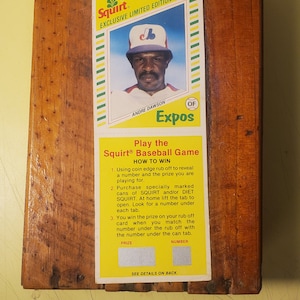 Squirt
EXCLUSIVE LIMITED EDITION
ANDRE DAWSON
OF
Expos
Play the
Squirt® Baseball Game
HOW TO WIN
1. Using coin edge rub off to reveal
a number and the prize you are
playing for.
2. Purchase specially marked
cans of SQUIRT and/or DIET
SQUIRT. At home lift the tab to
open. Look for a number under
each tab.
You win the prize on your rub off
card when you match the
number under the rub off with
the number under the can tab.
PRIZE NUMBER
SEE DETAILS ON BACK